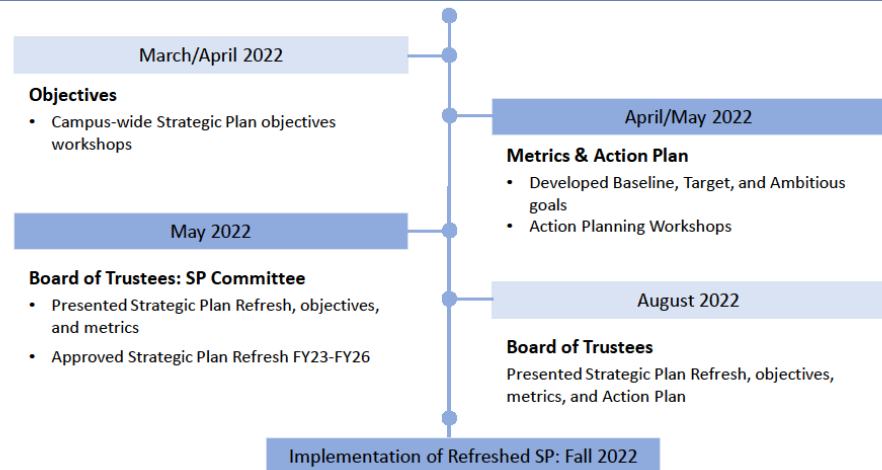 March/April 2022
Objectives
• Campus-wide Strategic Plan objectives
workshops
April/May 2022
Metrics & Action Plan
• Developed Baseline, Target, and Ambitious
goals
• Action Planning Workshops
May 2022
Board of Trustees: SP Committee
• Presented Strategic Plan Refresh, objectives,
and metrics
• Approved Strategic Plan Refresh FY23-FY26
August 2022
Board of Trustees
Presented Strategic Plan Refresh, objectives,
metrics, and Action Plan
Implementation of Refreshed SP: Fall 2022